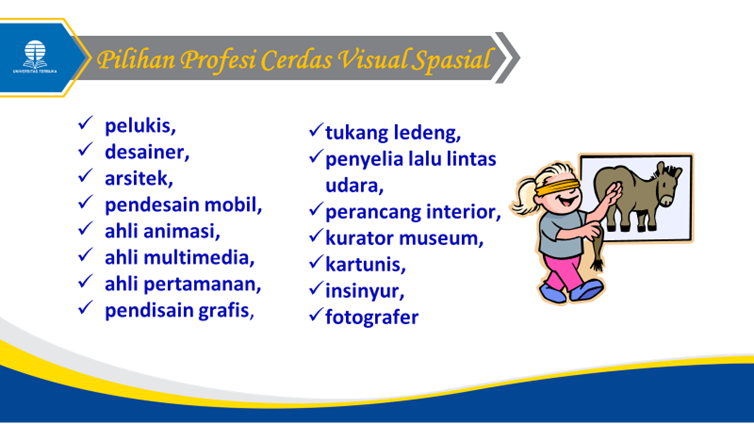 Pilihan Profesi Cerdas Visual Spasial
UNIVERSITAS TERBUKA
✓ pelukis,
✓ desainer,
✓ arsitek,
✓ pendesain mobil,
✓ ahli animasi,
✓ ahli multimedia,
✓ ahli pertamanan,
✓ pendisain grafis,
✓tukang ledeng,
✓penyelia lalu lintas
udara,
✓perancang interior,
✓kurator museum,
✓kartunis,
✓insinyur,
✓fotografer